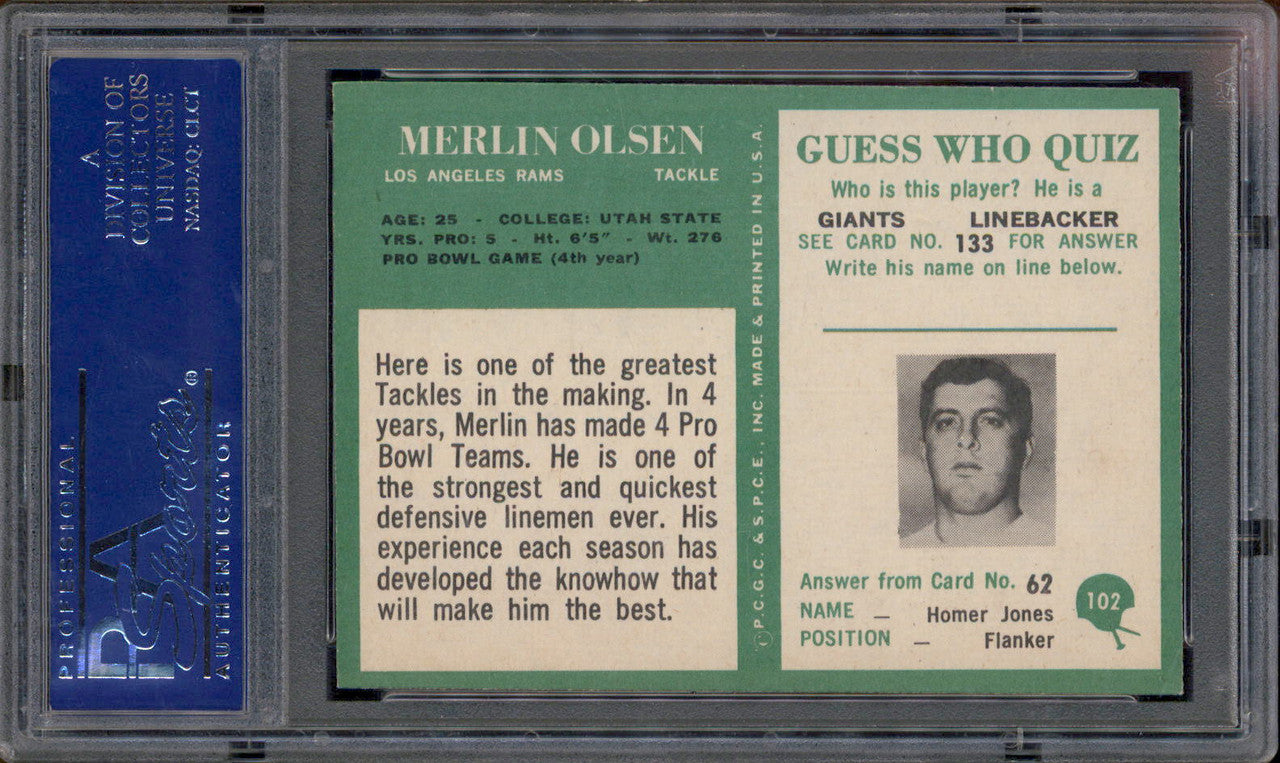 A
DIVISION OF
COLLECTORS
UNIVERSE
NASDAQ: CLCT
PROFESSIONAL
PSA
Sports®
AUTHENTICATOR
MERLIN OLSEN
LOS ANGELES RAMS TACKLE
AGE: 25 - COLLEGE: UTAH STATE
YRS. PRO: 5 - Ht. 6'5" - Wt. 276
PRO BOWL GAME (4th year)
Here is one of the greatest
Tackles in the making. In 4
years, Merlin has made 4 Pro
Bowl Teams. He is one of
the strongest and quickest
defensive linemen ever. His
experience each season has
developed the knowhow that
will make him the best.
©P.C.G.C. & S.P.C.E., INC. MADE & PRINTED IN U.S.A.
GUESS WHO QUIZ
Who is this player? He is a
GIANTS LINEBACKER
SEE CARD NO. 133 FOR ANSWER
Write his name on line below.
Answer from Card No. 62
NAME – Homer Jones
POSITION – Flanker
102